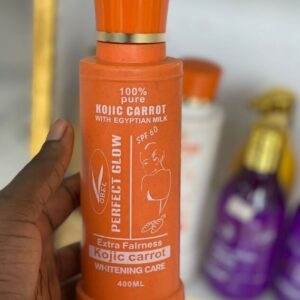 100%
pure
KOJIC CARROT
WITH EGYPTIAN MILK
PERFECT GLOW
SPF 60
Extra Fairness
Kojic carrot
WHITENING CARE
400ML